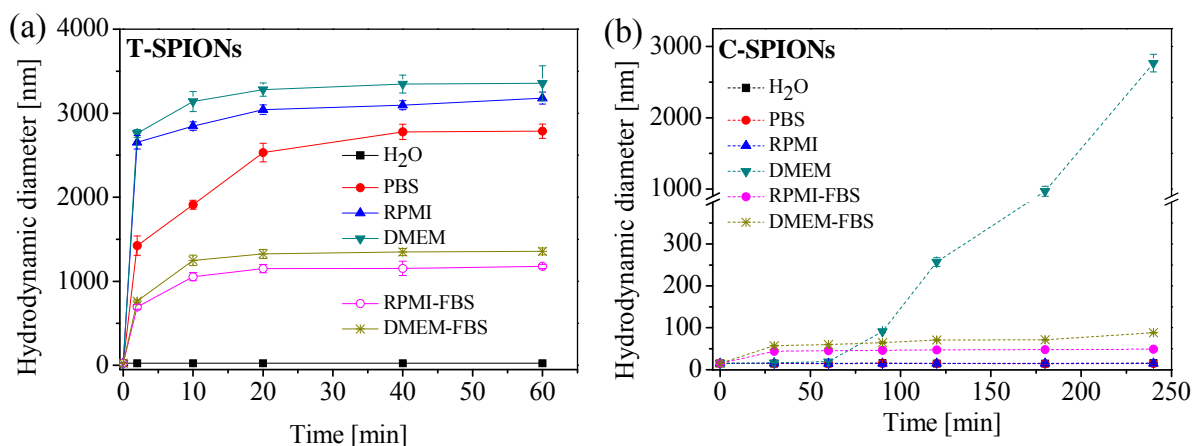 (a)
T-SPIONs
Hydrodynamic diameter [nm]
4000
3000
2000
1000
0
H₂O
PBS
RPMI
DMEM
RPMI-FBS
DMEM-FBS
0 10 20 30 40 50 60
Time [min]
(b)
C-SPIONs
Hydrodynamic diameter [nm]
3000
2000
1000
300
200
100
0
H₂O
PBS
RPMI
DMEM
RPMI-FBS
DMEM-FBS
0 50 100 150 200 250
Time [min]